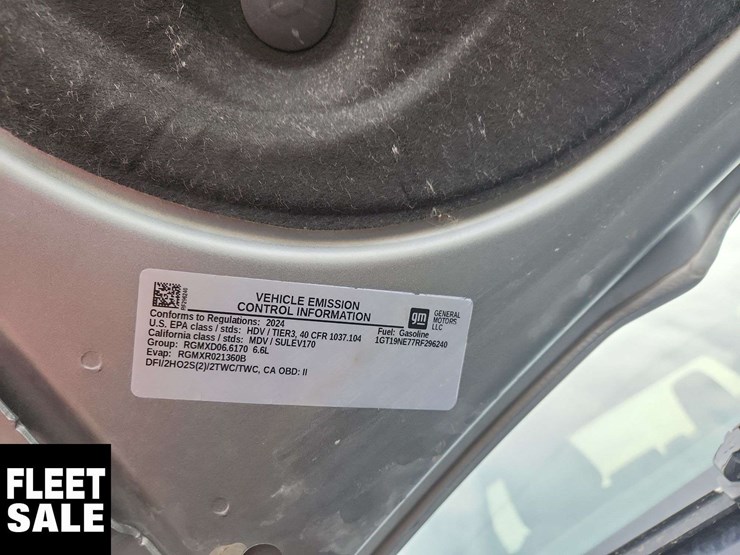 VEHICLE EMISSION
CONTROL INFORMATION
RF296240
gm
GENERAL
MOTORS
LLC
Conforms to Regulations: 2024
U.S. EPA class / stds: HDV / TIER3, 40 CFR 1037.104
Fuel: Gasoline
California class / stds: MDV / SULEV170
1GT19NE77RF296240
Group: RGMXD06.6170 6.6L
Evap: RGMXR021360B
DFI/2HO2S(2)/2TWC/TWC, CA OBD: II
FLEET
SALE